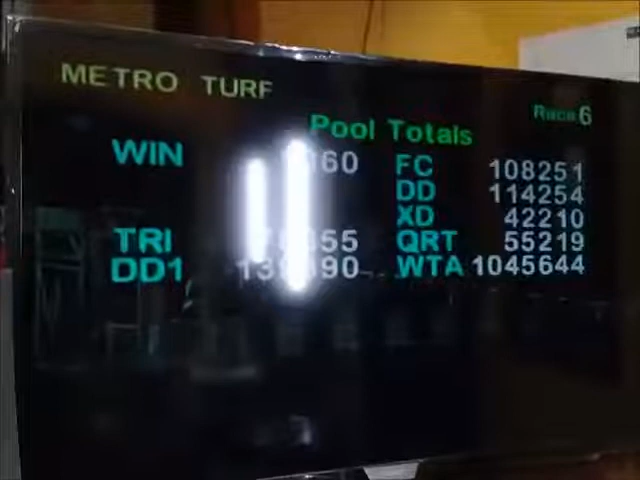 METRO TURF
Race 6
Pool Totals
WIN FC 108251
DD 114254
XD 42210
TRI QRT 55219
DD1 WTA 1045644